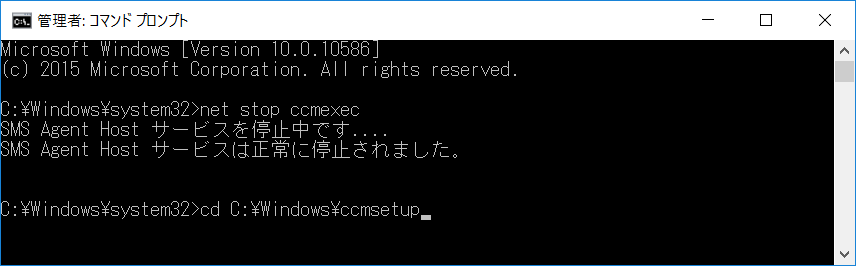 管理者: コマンド プロンプト
Microsoft Windows [Version 10.0.10586]
(c) 2015 Microsoft Corporation. All rights reserved.
C:¥Windows¥system32>net stop ccmexec
SMS Agent Host サービスを停止中です....
SMS Agent Host サービスは正常に停止されました。
C:¥Windows¥system32>cd C:¥Windows¥ccmsetup